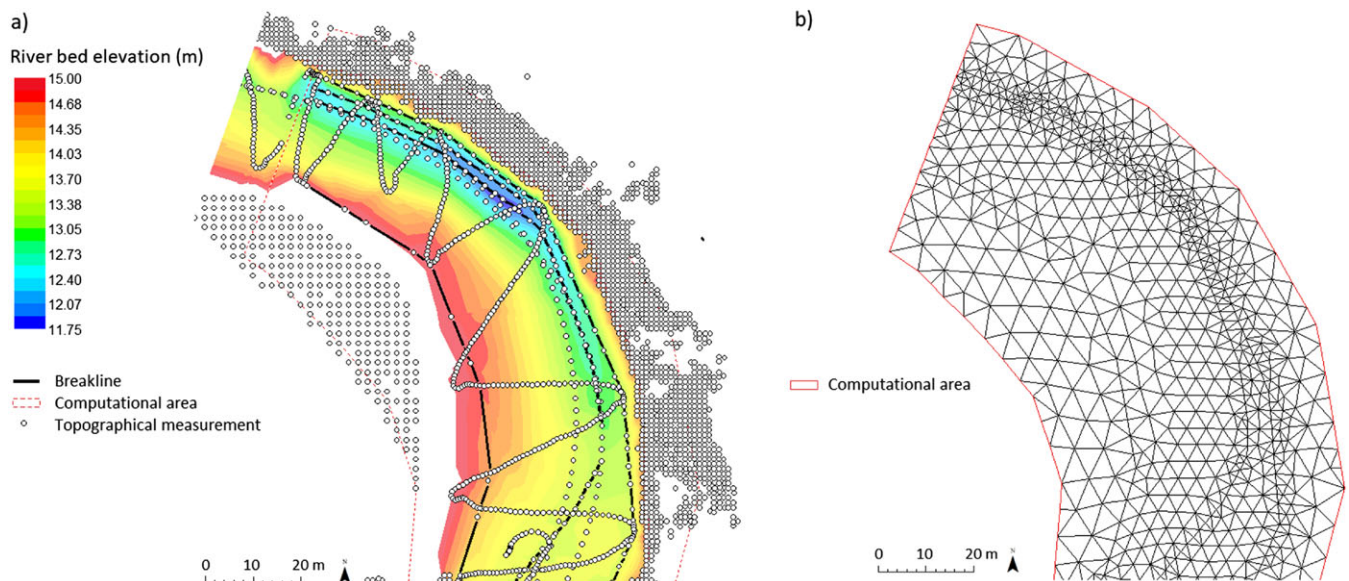 a)
River bed elevation (m)
15.00
14.68
14.35
14.03
13.70
13.38
13.05
12.73
12.40
12.07
11.75
Breakline
Computational area
Topographical measurement
0 10 20 m
N
b)
Computational area
0 10 20 m
N